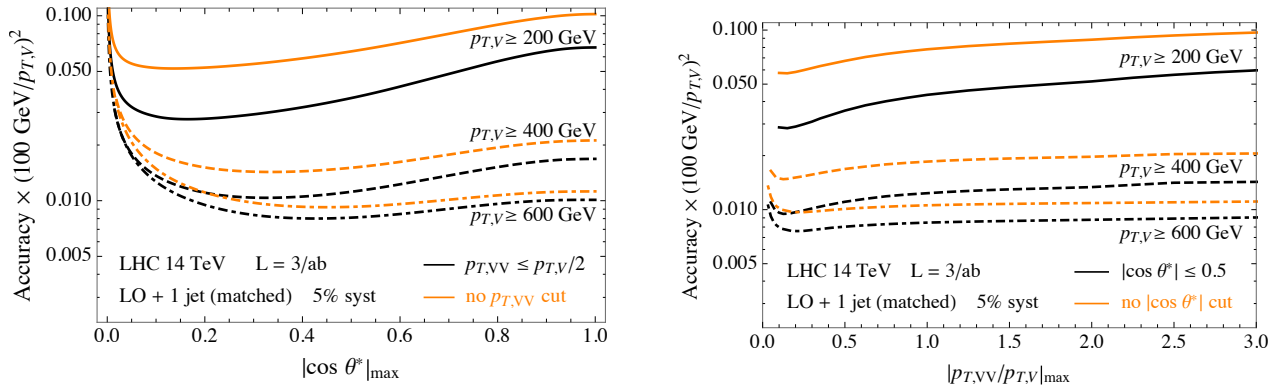 Accuracy × (100 GeV/p_{T,V})^2
0.100
0.050
0.010
0.005
p_{T,V} ≥ 200 GeV
p_{T,V} ≥ 400 GeV
p_{T,V} ≥ 600 GeV
LHC 14 TeV L = 3/ab
p_{T,VV} ≤ p_{T,V}/2
LO + 1 jet (matched) 5% syst
no p_{T,VV} cut
0.0 0.2 0.4 0.6 0.8 1.0
|cos θ*|_{max}
Accuracy × (100 GeV/p_{T,V})^2
0.100
0.050
0.010
0.005
p_{T,V} ≥ 200 GeV
p_{T,V} ≥ 400 GeV
p_{T,V} ≥ 600 GeV
LHC 14 TeV L = 3/ab
|cos θ*| ≤ 0.5
LO + 1 jet (matched) 5% syst
no |cos θ*| cut
0.0 0.5 1.0 1.5 2.0 2.5 3.0
|p_{T,VV}/p_{T,V}|_{max}